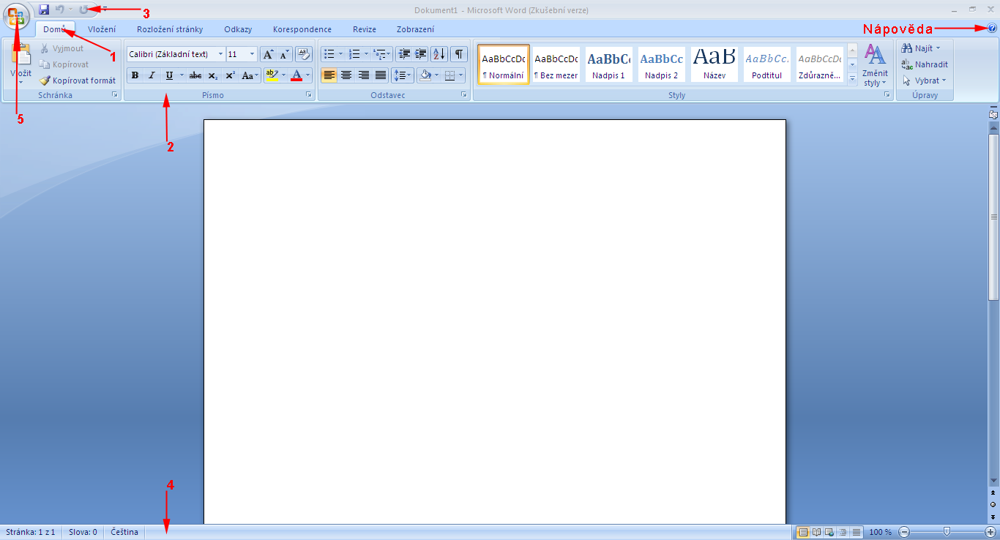 Dokument1 - Microsoft Word (Zkušební verze)
3
Domů Vložení Rozložení stránky Odkazy Korespondence Revize Zobrazení
Nápověda
1
Vložit
Vyjmout
Kopírovat
Kopírovat formát
Schránka
Calibri (Základní text) 11
Písmo
Odstavec
AaBbCcDc AaBbCcDc AaBbC AaBbCc AaB AaBbCc. AaBbCcDc
¶ Normální ¶ Bez mezer Nadpis 1 Nadpis 2 Název Podtitul Zdůrazně...
Změnit
styly
Styly
Najít
Nahradit
Vybrat
Úpravy
5
2
4
Stránka: 1 z 1 Slova: 0 Čeština 100 %